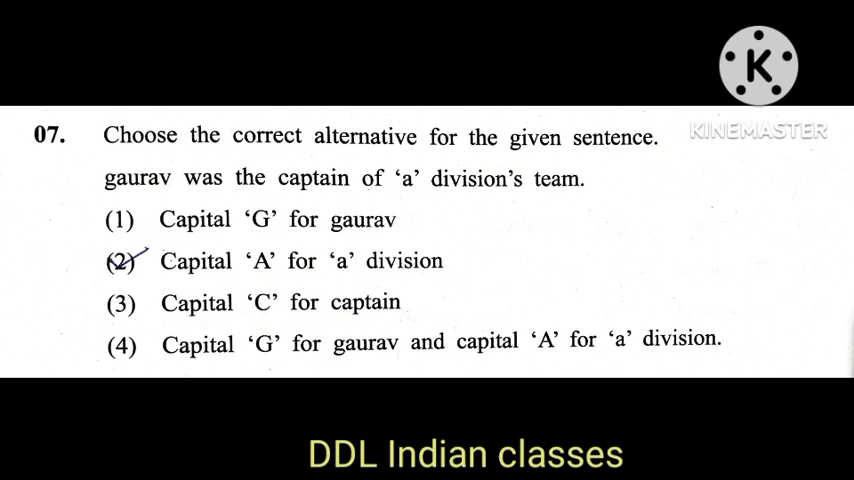 K
KINEMASTER
07. Choose the correct alternative for the given sentence.
gaurav was the captain of ‘a’ division’s team.
(1) Capital ‘G’ for gaurav
(2) Capital ‘A’ for ‘a’ division
(3) Capital ‘C’ for captain
(4) Capital ‘G’ for gaurav and capital ‘A’ for ‘a’ division.
DDL Indian classes